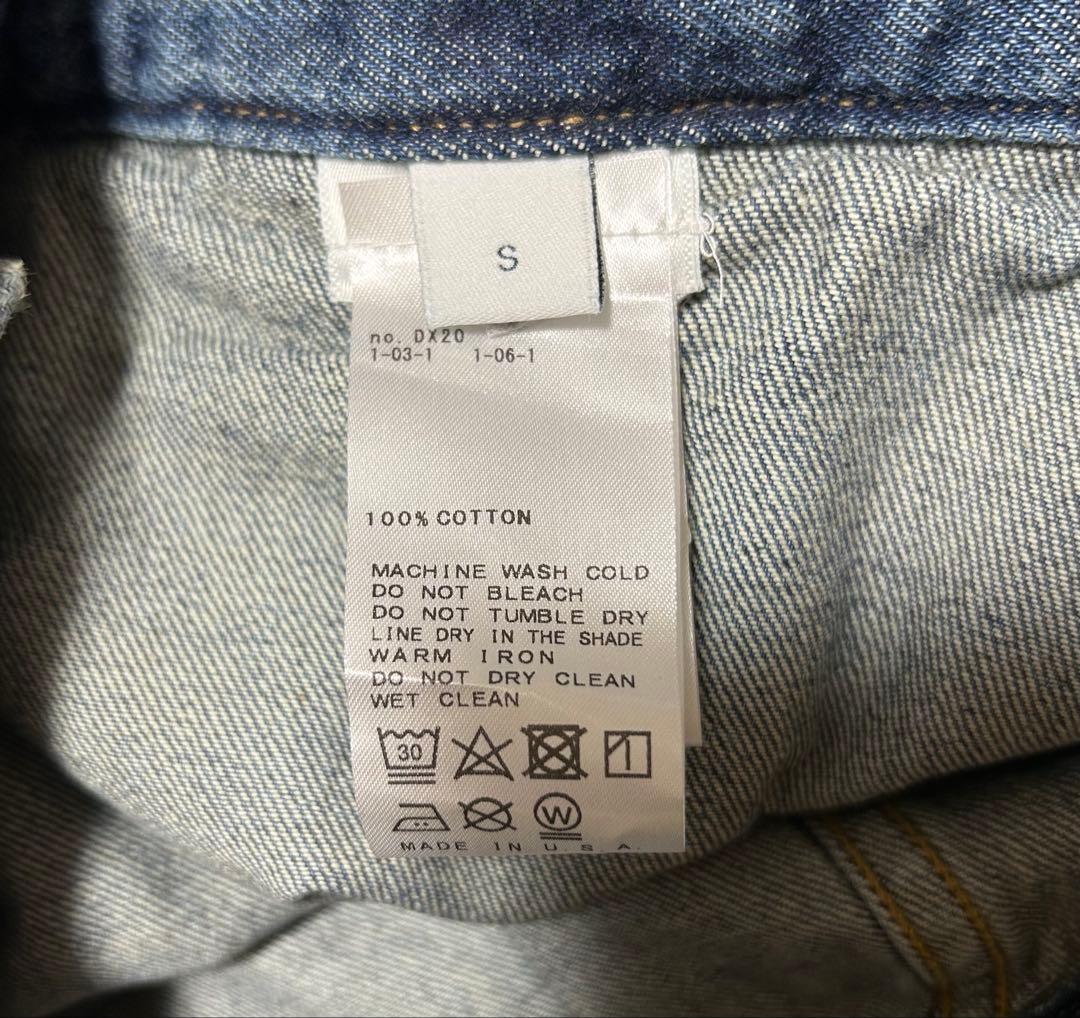 S
no. DX20
1-03-1 1-06-1
100% COTTON
MACHINE WASH COLD
DO NOT BLEACH
DO NOT TUMBLE DRY
LINE DRY IN THE SHADE
WARM IRON
DO NOT DRY CLEAN
WET CLEAN
30
W
MADE IN U.S.A.